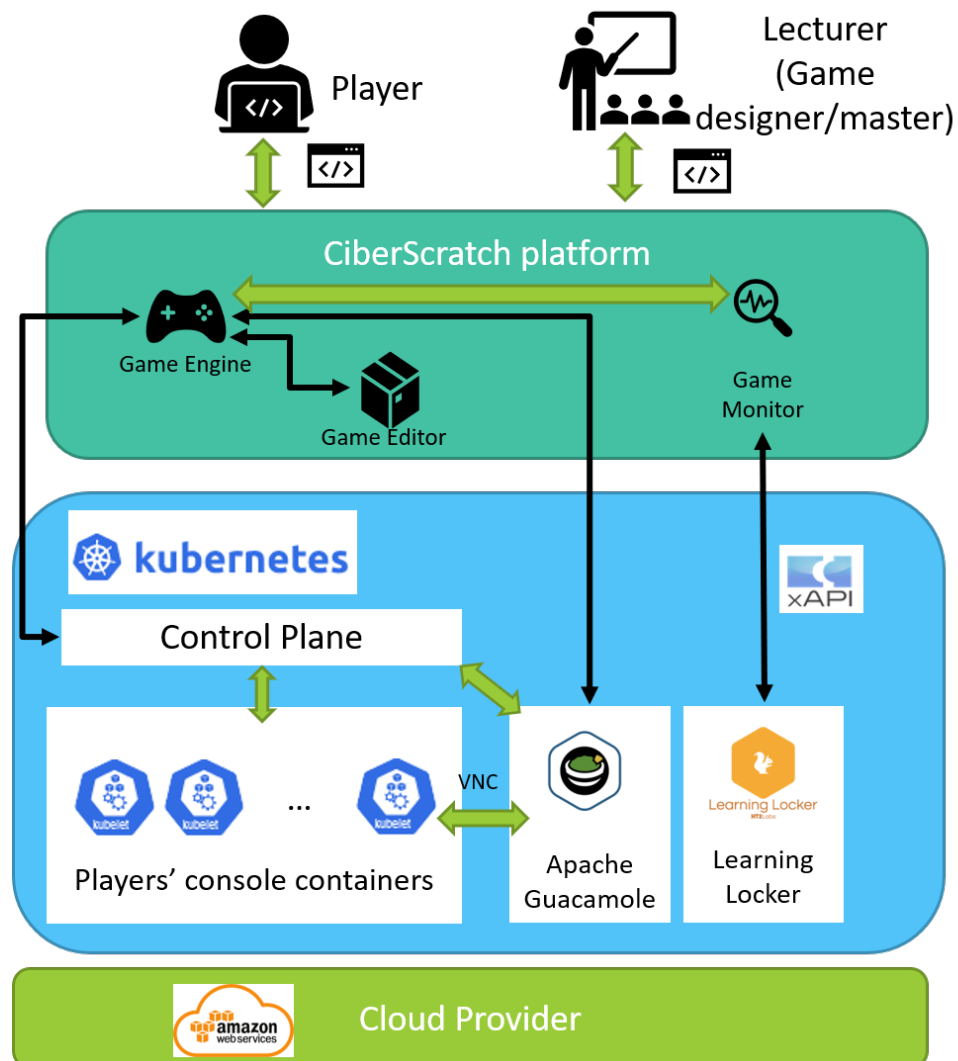 Player
Lecturer
(Game
designer/master)
</>
</>
</>
CiberScratch platform
Game Engine
Game Editor
Game
Monitor
kubernetes
xAPI
Control Plane
kubelet
kubelet
...
kubelet
VNC
Players’ console containers
Apache
Guacamole
Learning Locker
HT2Labs
Learning
Locker
amazon
web services
Cloud Provider